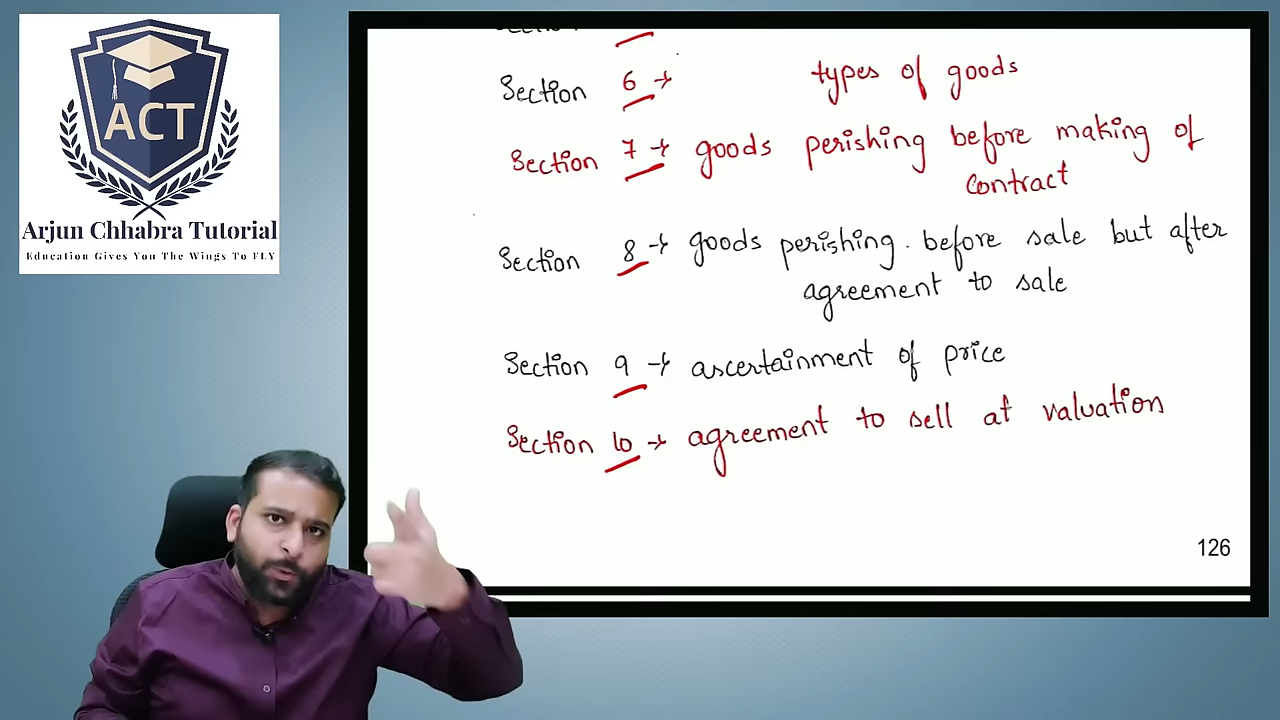 ACT
Arjun Chhabra Tutorial
Education Gives You The Wings To FLY
Section 6 → types of goods
Section 7 → goods perishing before making of
contract
Section 8 → goods perishing before sale but after
agreement to sale
Section 9 → ascertainment of price
Section 10 → agreement to sell at valuation
126